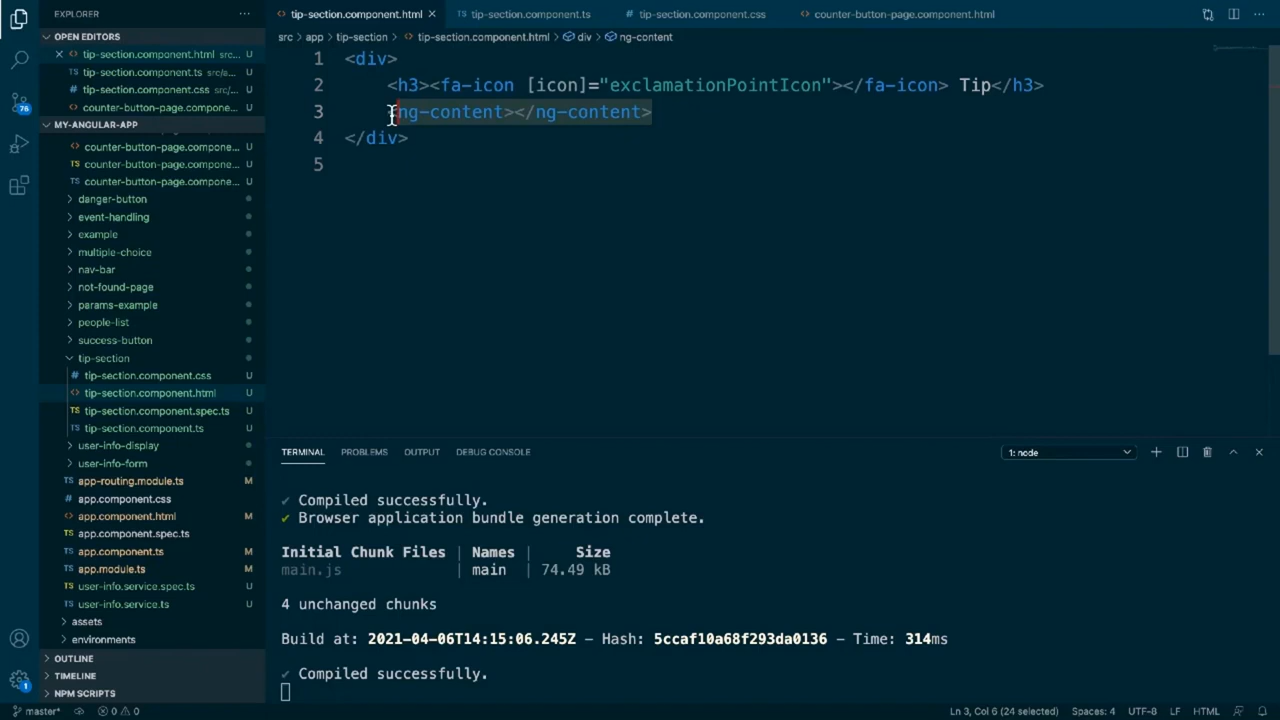 EXPLORER
···
tip-section.component.html
tip-section.component.ts
tip-section.component.css
counter-button-page.component.html
OPEN EDITORS
src > app > tip-section > tip-section.component.html > div > ng-content
tip-section.component.html src/...
tip-section.component.ts src/a...
tip-section.component.css src/...
counter-button-page.compone...
MY-ANGULAR-APP
counter-button-page.compone... U
counter-button-page.compone... U
counter-button-page.compone... U
danger-button
event-handling
example
multiple-choice
nav-bar
not-found-page
params-example
people-list
success-button
tip-section
tip-section.component.css U
tip-section.component.html U
tip-section.component.spec.ts U
tip-section.component.ts U
user-info-display
user-info-form
app-routing.module.ts M
app.component.css
app.component.html M
app.component.spec.ts
app.component.ts M
app.module.ts M
user-info.service.spec.ts U
user-info.service.ts U
assets
environments
OUTLINE
TIMELINE
NPM SCRIPTS
76
1
1 <div>
2 <h3><fa-icon [icon]="exclamationPointIcon"></fa-icon> Tip</h3>
3 <ng-content></ng-content>
4 </div>
5
TERMINAL PROBLEMS OUTPUT DEBUG CONSOLE
1: node
✔ Compiled successfully.
✔ Browser application bundle generation complete.
Initial Chunk Files | Names | Size
main.js | main | 74.49 kB
4 unchanged chunks
Build at: 2021-04-06T14:15:06.245Z - Hash: 5ccaf10a68f293da0136 - Time: 314ms
✔ Compiled successfully.
master* 0 0 Ln 3, Col 6 (24 selected) Spaces: 4 UTF-8 LF HTML